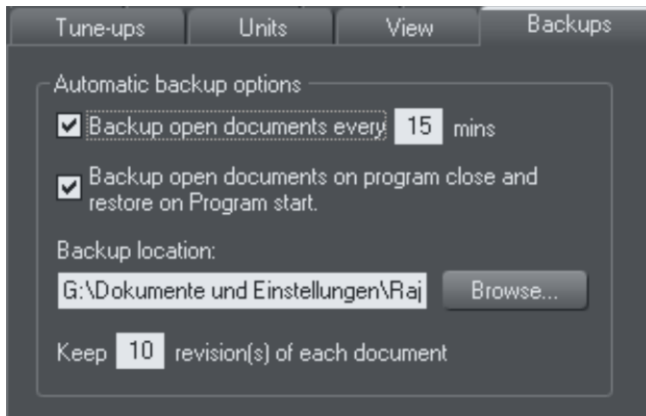 Tune-ups Units View Backups
Automatic backup options
Backup open documents every 15 mins
Backup open documents on program close and
restore on Program start.
Backup location:
G:\Dokumente und Einstellungen\Raj Browse...
Keep 10 revision(s) of each document